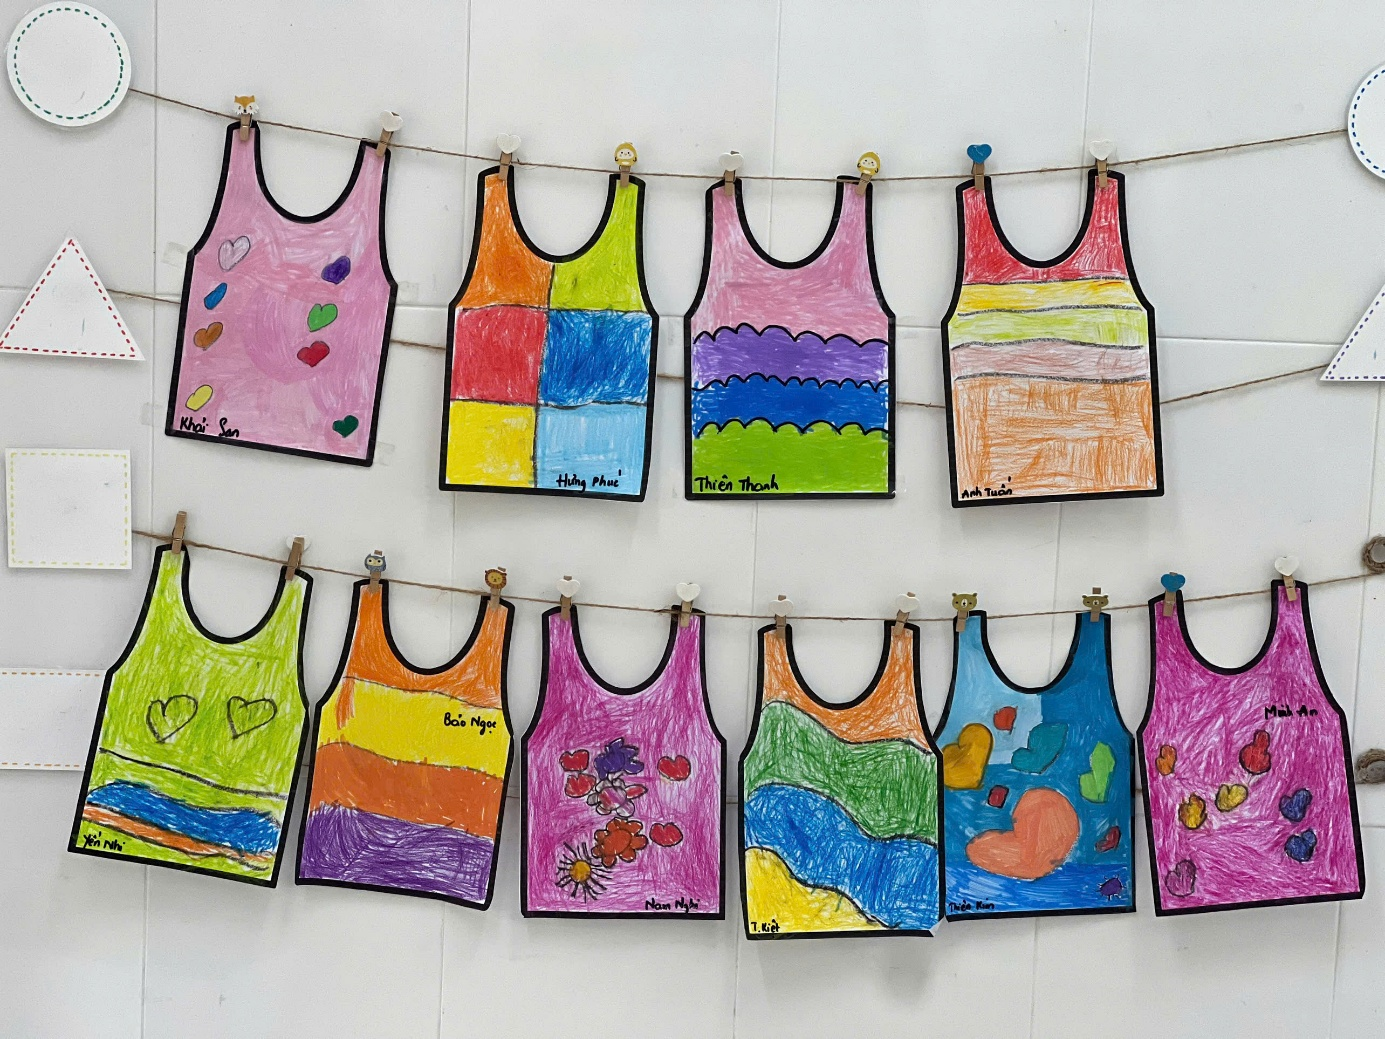 Khải San
Hưng Phúc
Thiên Thanh
Anh Tuấn
Yến Nhi
Bảo Ngọc
Nam Nghi
T. Kiệt
Thiên Kim
Minh An